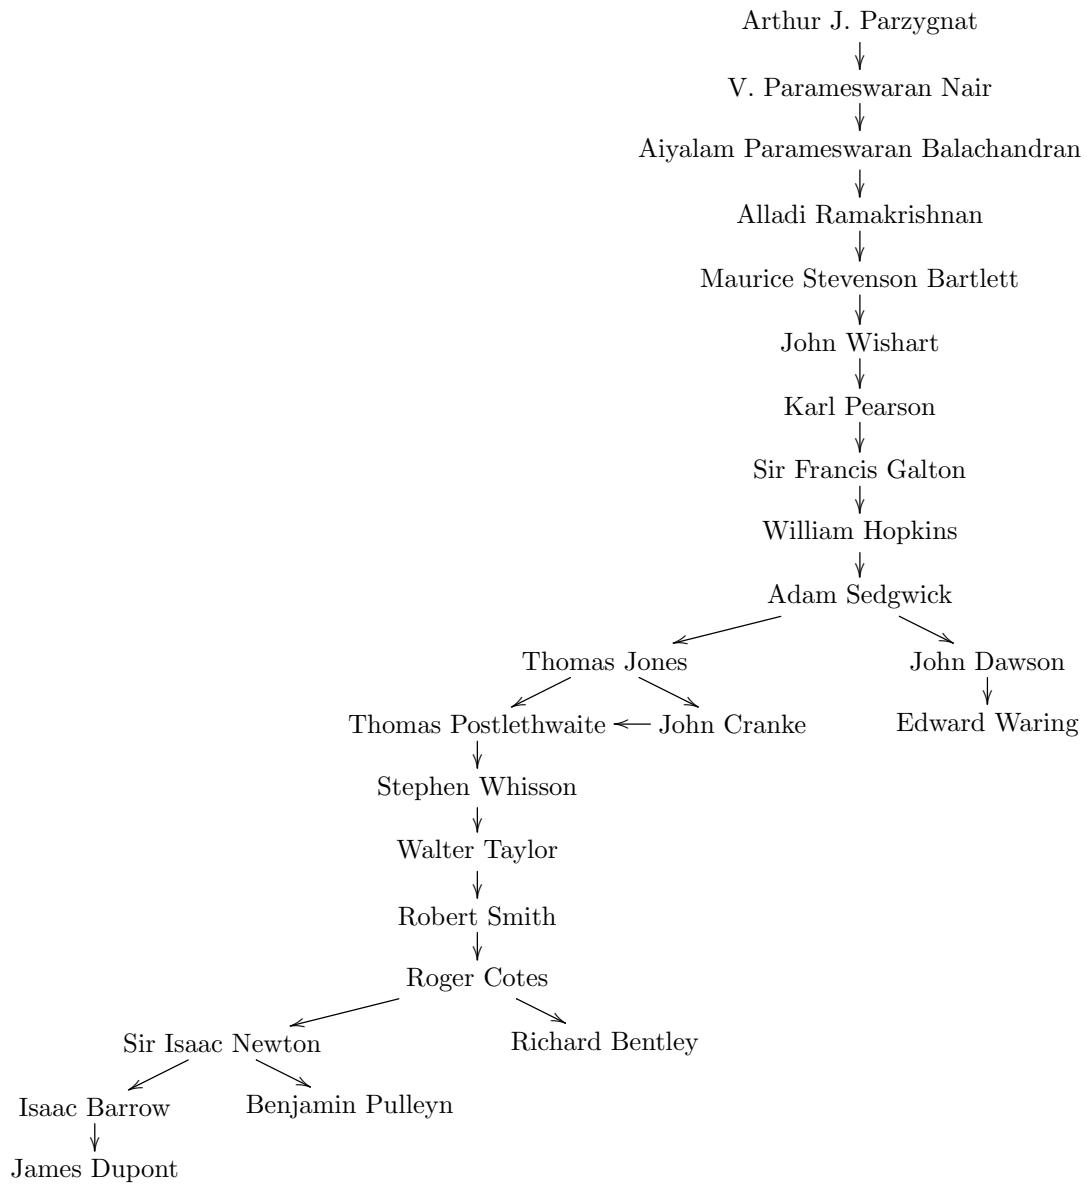 Arthur J. Parzygnat
V. Parameswaran Nair
Aiyalam Parameswaran Balachandran
Alladi Ramakrishnan
Maurice Stevenson Bartlett
John Wishart
Karl Pearson
Sir Francis Galton
William Hopkins
Adam Sedgwick
Thomas Jones
John Dawson
Thomas Postlethwaite
John Cranke
Edward Waring
Stephen Whisson
Walter Taylor
Robert Smith
Roger Cotes
Sir Isaac Newton
Richard Bentley
Isaac Barrow
Benjamin Pulleyn
James Dupont